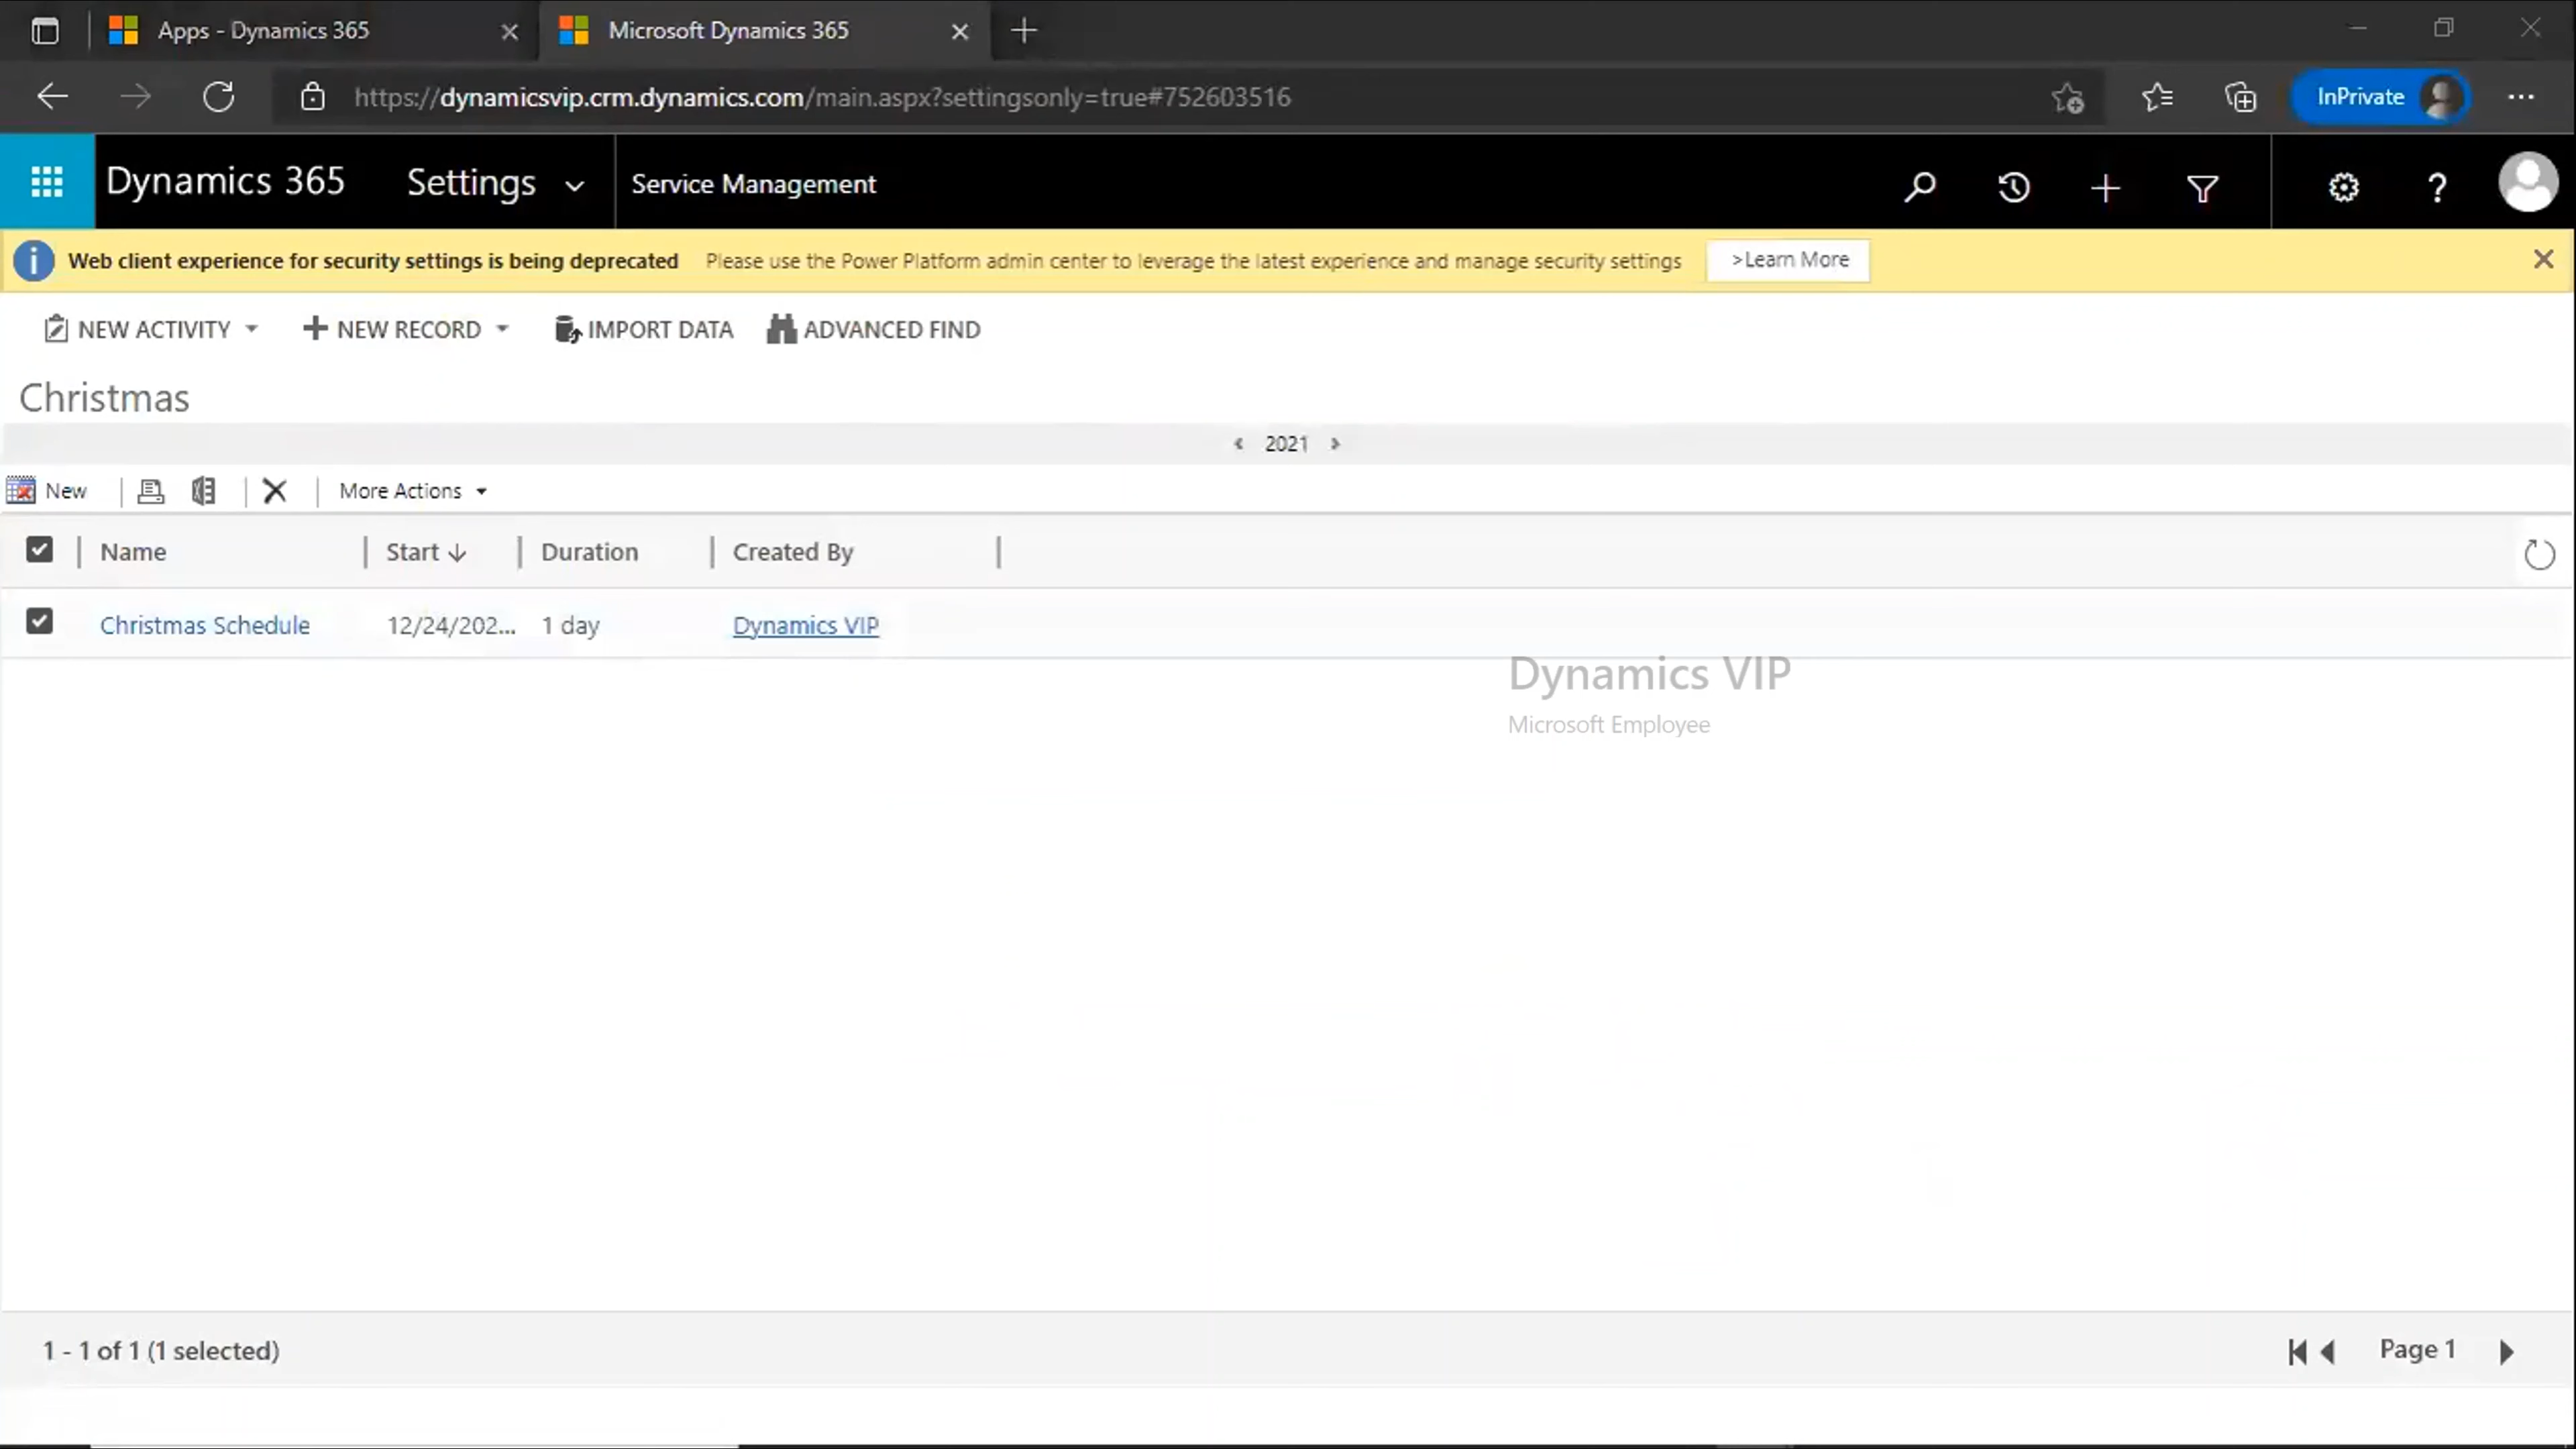 Apps - Dynamics 365
Microsoft Dynamics 365
https://dynamicsvip.crm.dynamics.com/main.aspx?settingsonly=true#752603516
InPrivate
Dynamics 365
Settings
Service Management
Web client experience for security settings is being deprecated Please use the Power Platform admin center to leverage the latest experience and manage security settings >Learn More
NEW ACTIVITY
NEW RECORD
IMPORT DATA
ADVANCED FIND
Christmas
2021
New
More Actions
Name Start Duration Created By
Christmas Schedule 12/24/202... 1 day Dynamics VIP
Dynamics VIP
Microsoft Employee
1 - 1 of 1 (1 selected)
Page 1